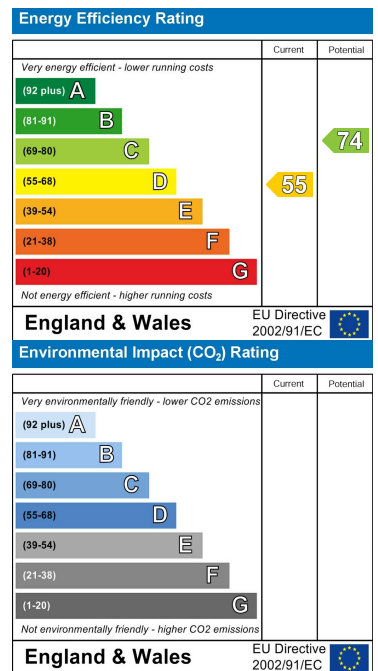 Energy Efficiency Rating
Current Potential
Very energy efficient - lower running costs
(92 plus) A
(81-91) B
74
(69-80) C
(55-68) D
55
(39-54) E
(21-38) F
(1-20) G
Not energy efficient - higher running costs
England & Wales
EU Directive
2002/91/EC
Environmental Impact (CO₂) Rating
Current Potential
Very environmentally friendly - lower CO2 emissions
(92 plus) A
(81-91) B
(69-80) C
(55-68) D
(39-54) E
(21-38) F
(1-20) G
Not environmentally friendly - higher CO2 emissions
England & Wales
EU Directive
2002/91/EC